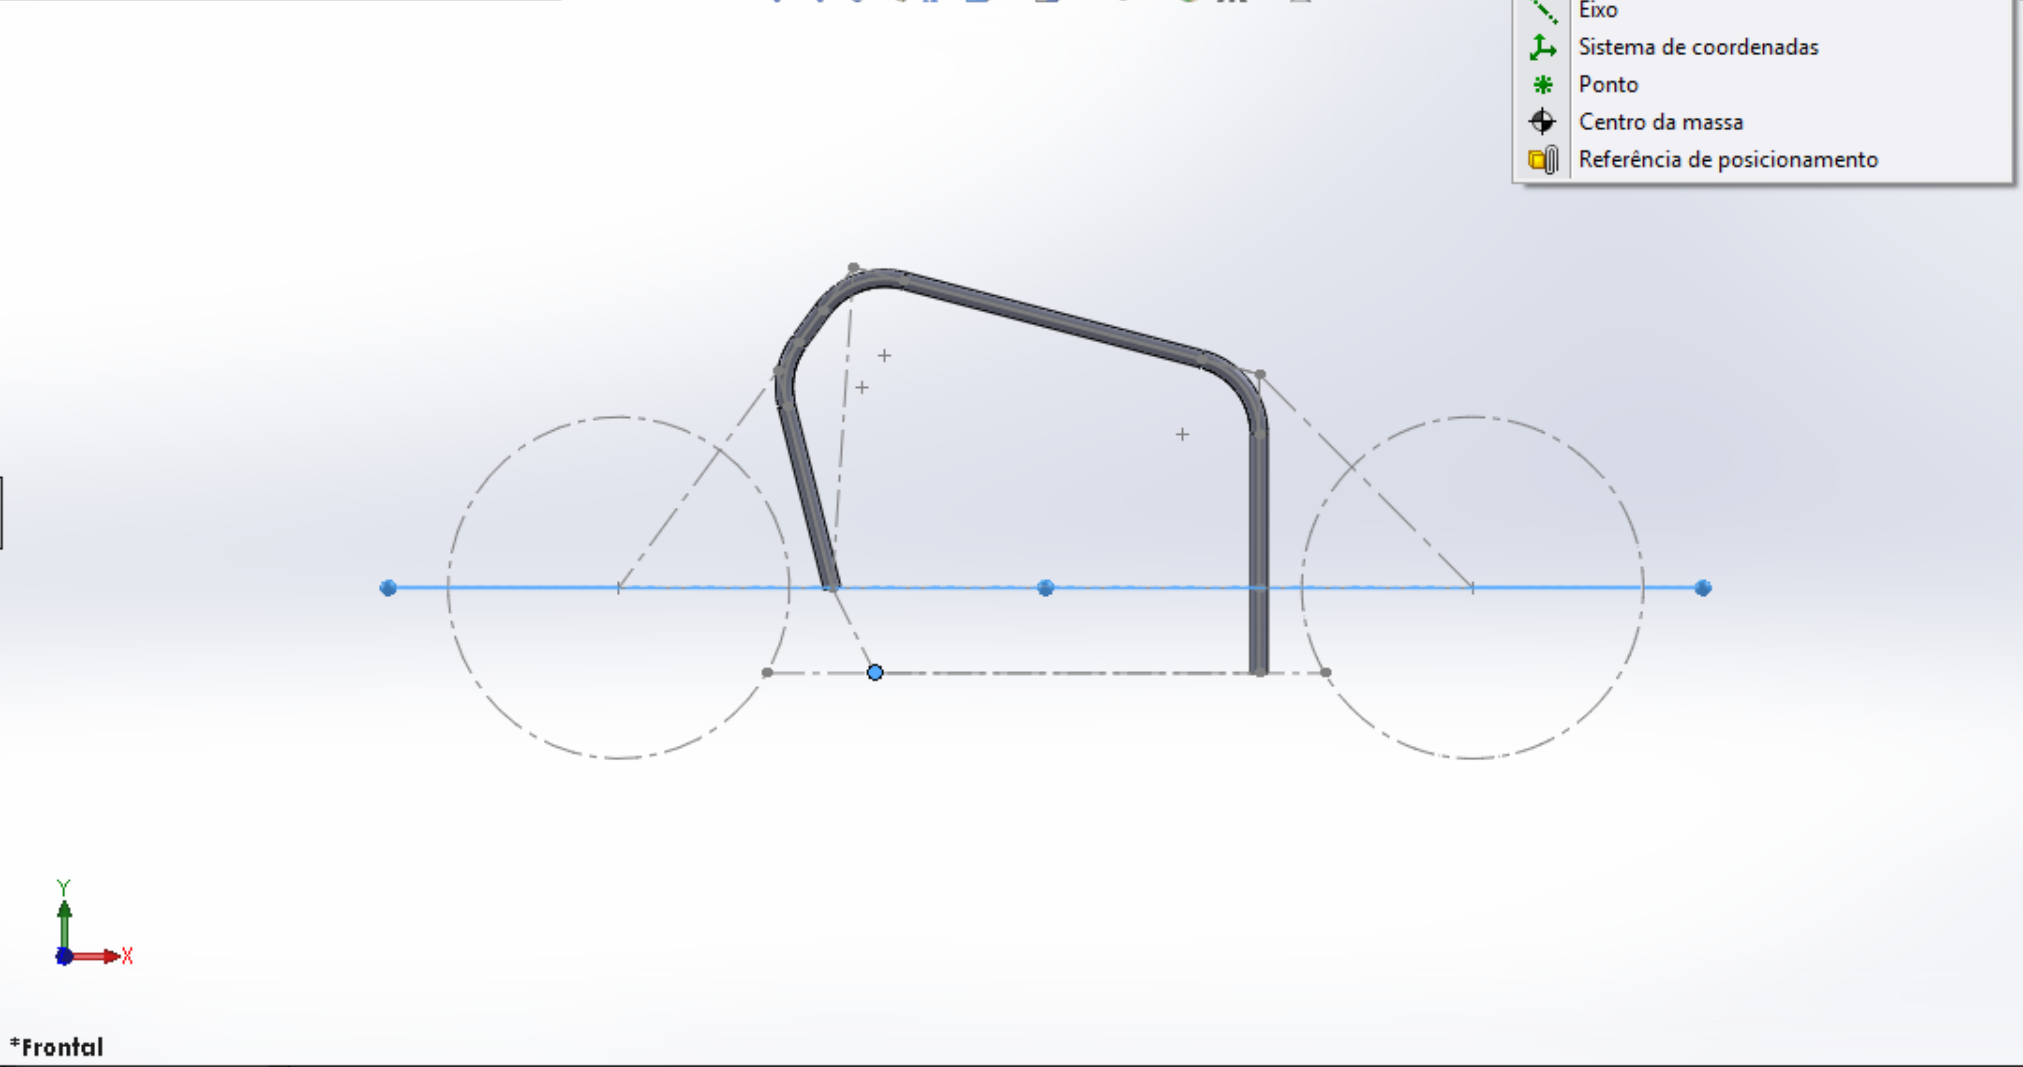 Eixo
Sistema de coordenadas
Ponto
Centro da massa
Referência de posicionamento
Y
X
*Frontal